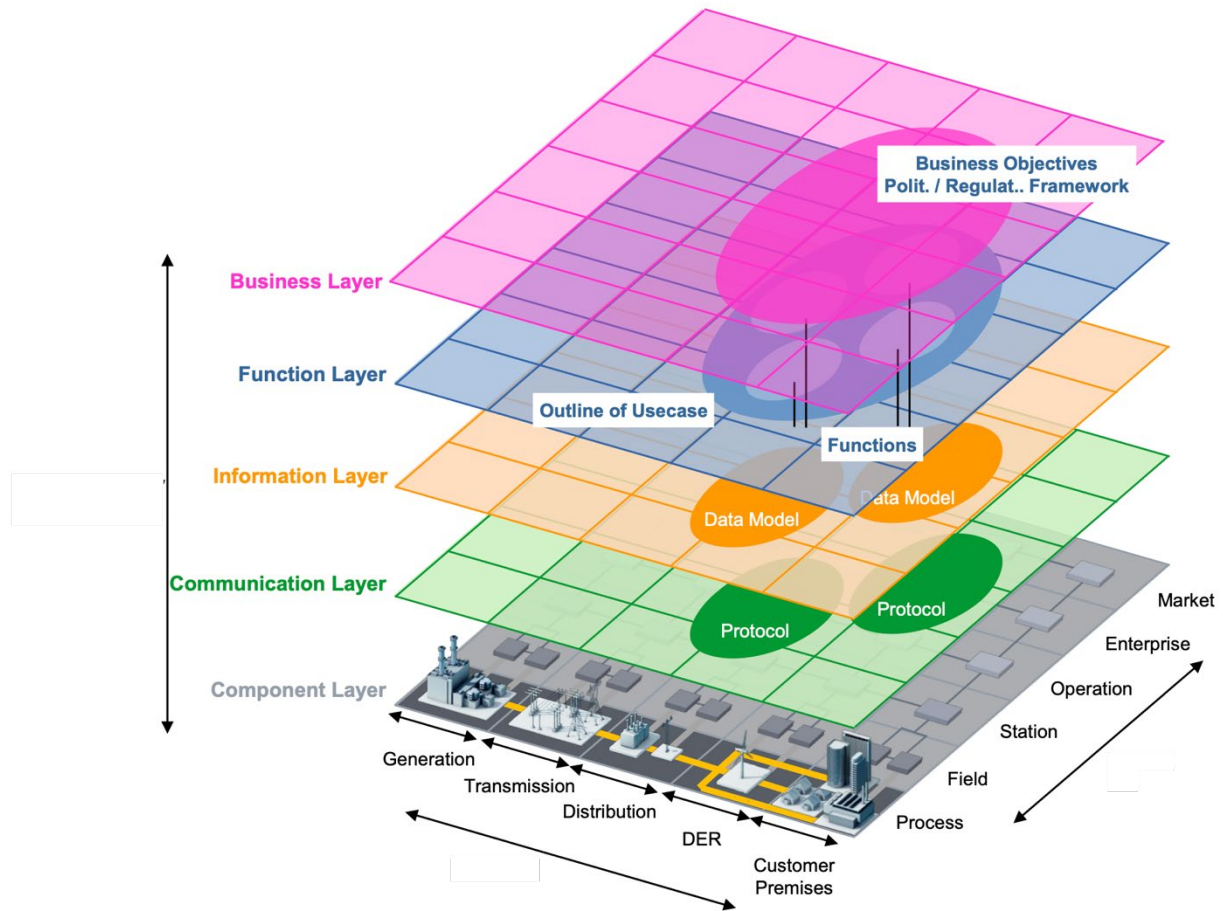 Business Objectives
Polit. / Regulat.. Framework
Business Layer
Function Layer
Outline of Usecase
Functions
Information Layer
Data Model
Data Model
Communication Layer
Protocol
Protocol
Component Layer
Market
Enterprise
Operation
Station
Field
Process
Generation
Transmission
Distribution
DER
Customer
Premises